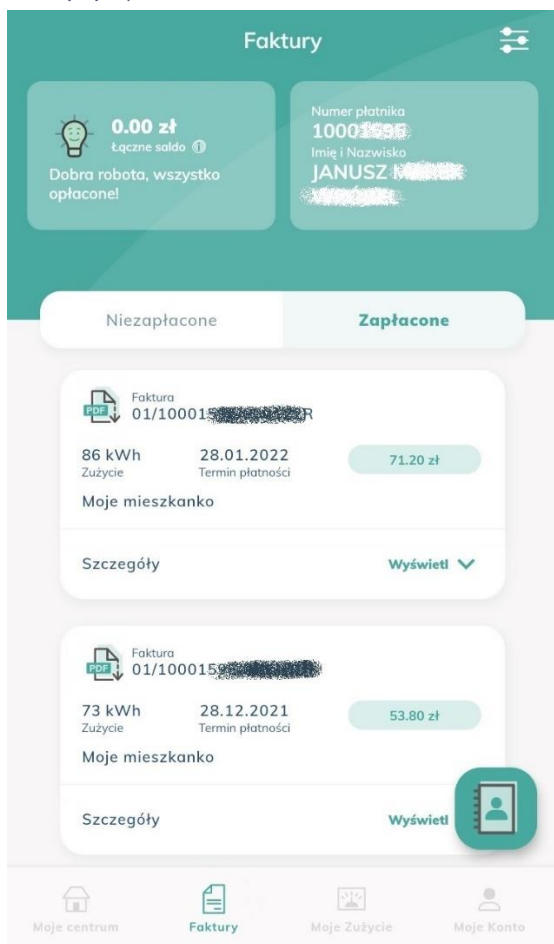 Faktury
0.00 zł
Łączne saldo
Dobra robota, wszystko
opłacone!
Numer płatnika
Imię i Nazwisko
JANUSZ
Niezapłacone
Zapłacone
PDF
Faktura
86 kWh
Zużycie
28.01.2022
Termin płatności
71.20 zł
Moje mieszkanko
Szczegóły
Wyświetl
PDF
Faktura
73 kWh
Zużycie
28.12.2021
Termin płatności
53.80 zł
Moje mieszkanko
Szczegóły
Wyświetl
Moje centrum
Faktury
Moje Zużycie
Moje Konto